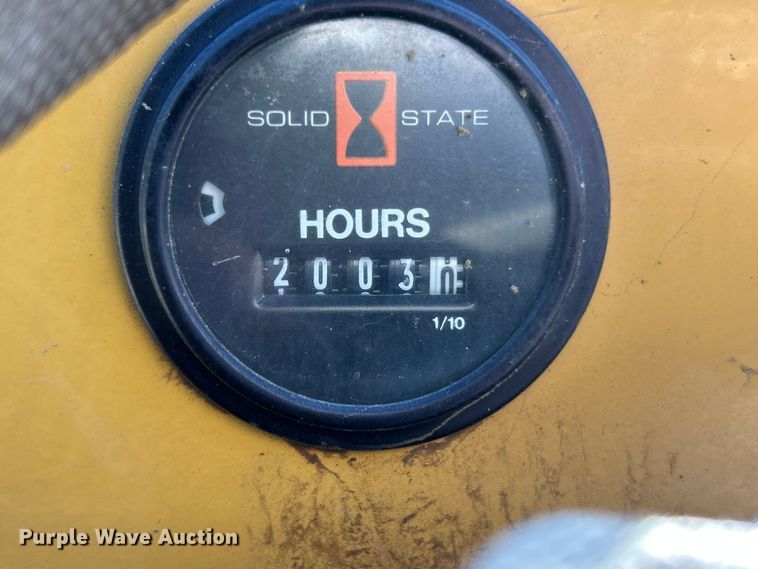 SOLID STATE
HOURS
2003
1/10
Purple Wave Auction